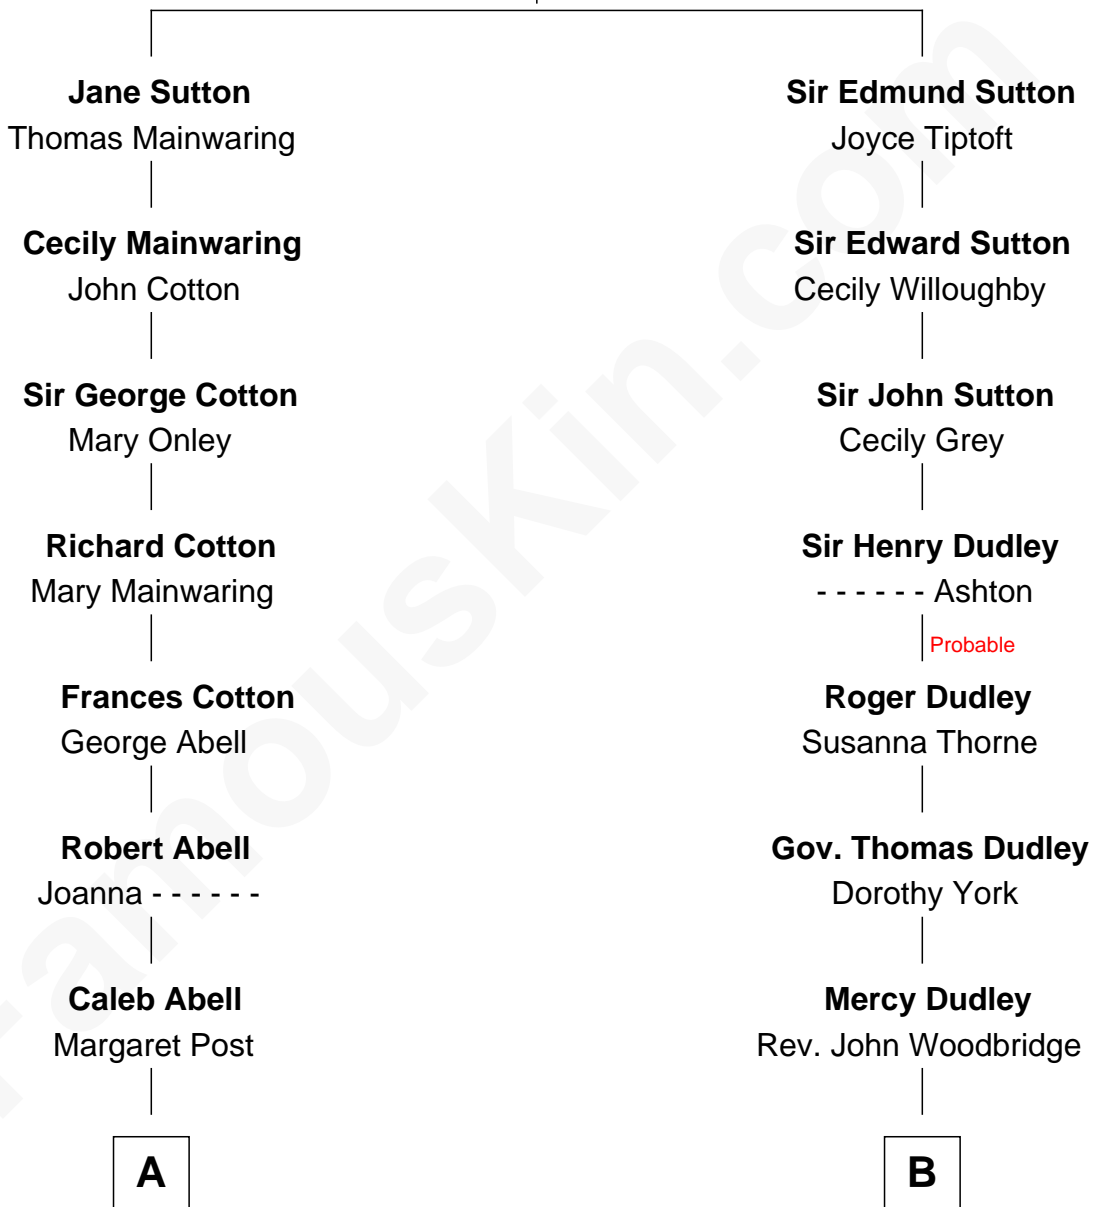 Jane Sutton
Thomas Mainwaring
Cecily Mainwaring
John Cotton
Sir George Cotton
Mary Onley
Richard Cotton
Mary Mainwaring
Frances Cotton
George Abell
Robert Abell
Joanna - - - - - -
Caleb Abell
Margaret Post
A
Sir Edmund Sutton
Joyce Tiptoft
Sir Edward Sutton
Cecily Willoughby
Sir John Sutton
Cecily Grey
Sir Henry Dudley
- - - - - - Ashton
Probable
Roger Dudley
Susanna Thorne
Gov. Thomas Dudley
Dorothy York
Mercy Dudley
Rev. John Woodbridge
B
FamousKin.com